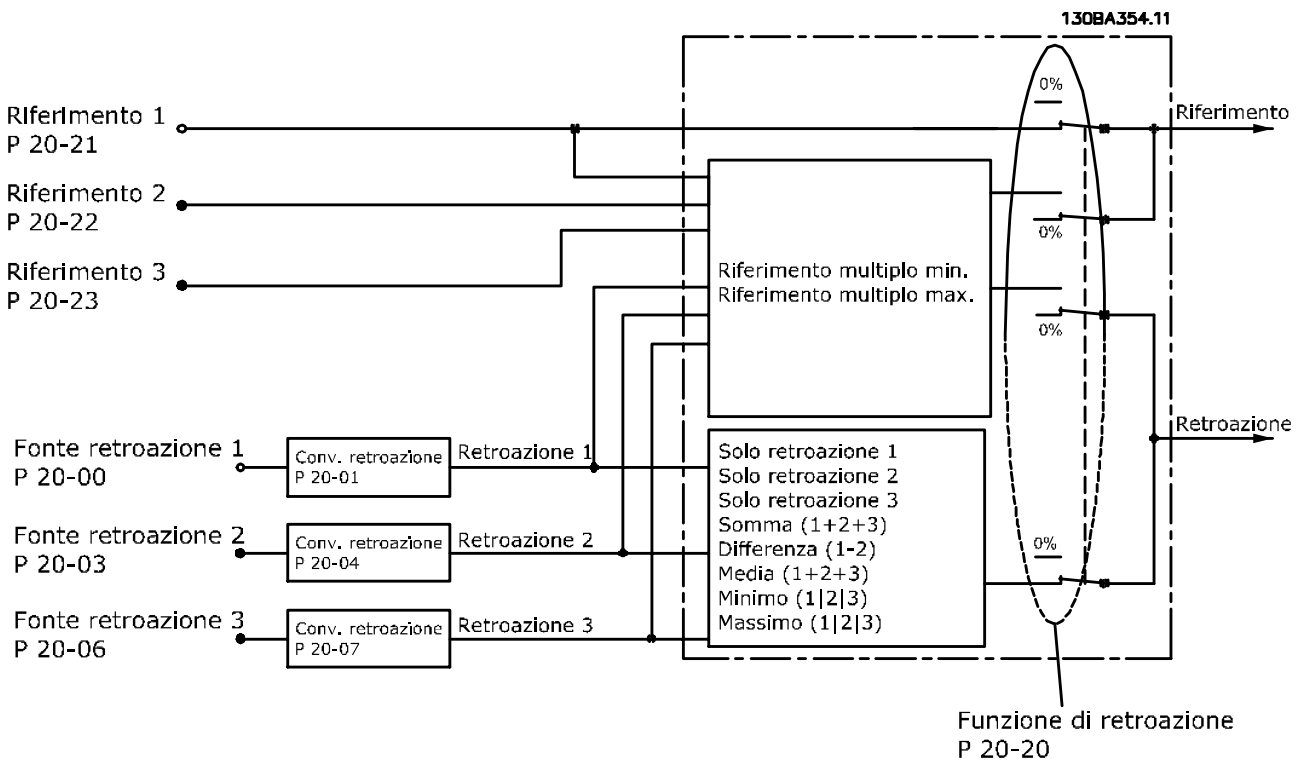 130BA354.11
Riferimento 1
P 20-21
Riferimento 2
P 20-22
Riferimento 3
P 20-23
0%
Riferimento
0%
Riferimento multiplo min.
Riferimento multiplo max.
0%
Retroazione
Fonte retroazione 1
P 20-00
Conv. retroazione
P 20-01
Retroazione 1
Fonte retroazione 2
P 20-03
Conv. retroazione
P 20-04
Retroazione 2
Fonte retroazione 3
P 20-06
Conv. retroazione
P 20-07
Retroazione 3
Solo retroazione 1
Solo retroazione 2
Solo retroazione 3
Somma (1+2+3)
Differenza (1-2)
Media (1+2+3)
Minimo (1|2|3)
Massimo (1|2|3)
0%
Funzione di retroazione
P 20-20